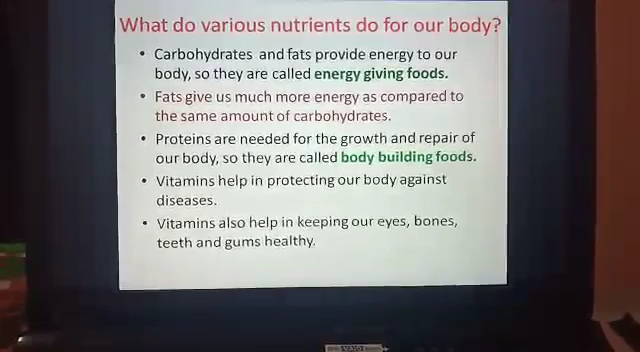 What do various nutrients do for our body?
• Carbohydrates and fats provide energy to our
body, so they are called energy giving foods.
• Fats give us much more energy as compared to
the same amount of carbohydrates.
• Proteins are needed for the growth and repair of
our body, so they are called body building foods.
• Vitamins help in protecting our body against
diseases.
• Vitamins also help in keeping our eyes, bones,
teeth and gums healthy.